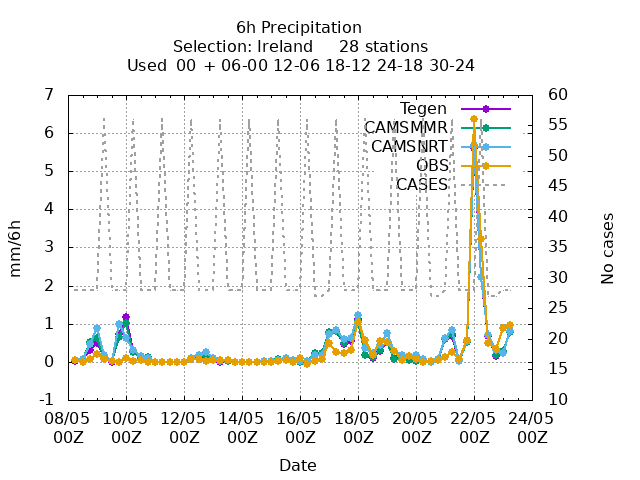 6h Precipitation
Selection: Ireland 28 stations
Used 00 + 06-00 12-06 18-12 24-18 30-24
7 60
6 55
5 50
4 45
3 40
2 35
1 30
0 25
-1 20
15
10
mm/6h
No cases
Tegen
CAMSMMR
CAMSNRT
OBS
CASES
08/05 10/05 12/05 14/05 16/05 18/05 20/05 22/05 24/05
00Z 00Z 00Z 00Z 00Z 00Z 00Z 00Z 00Z
Date